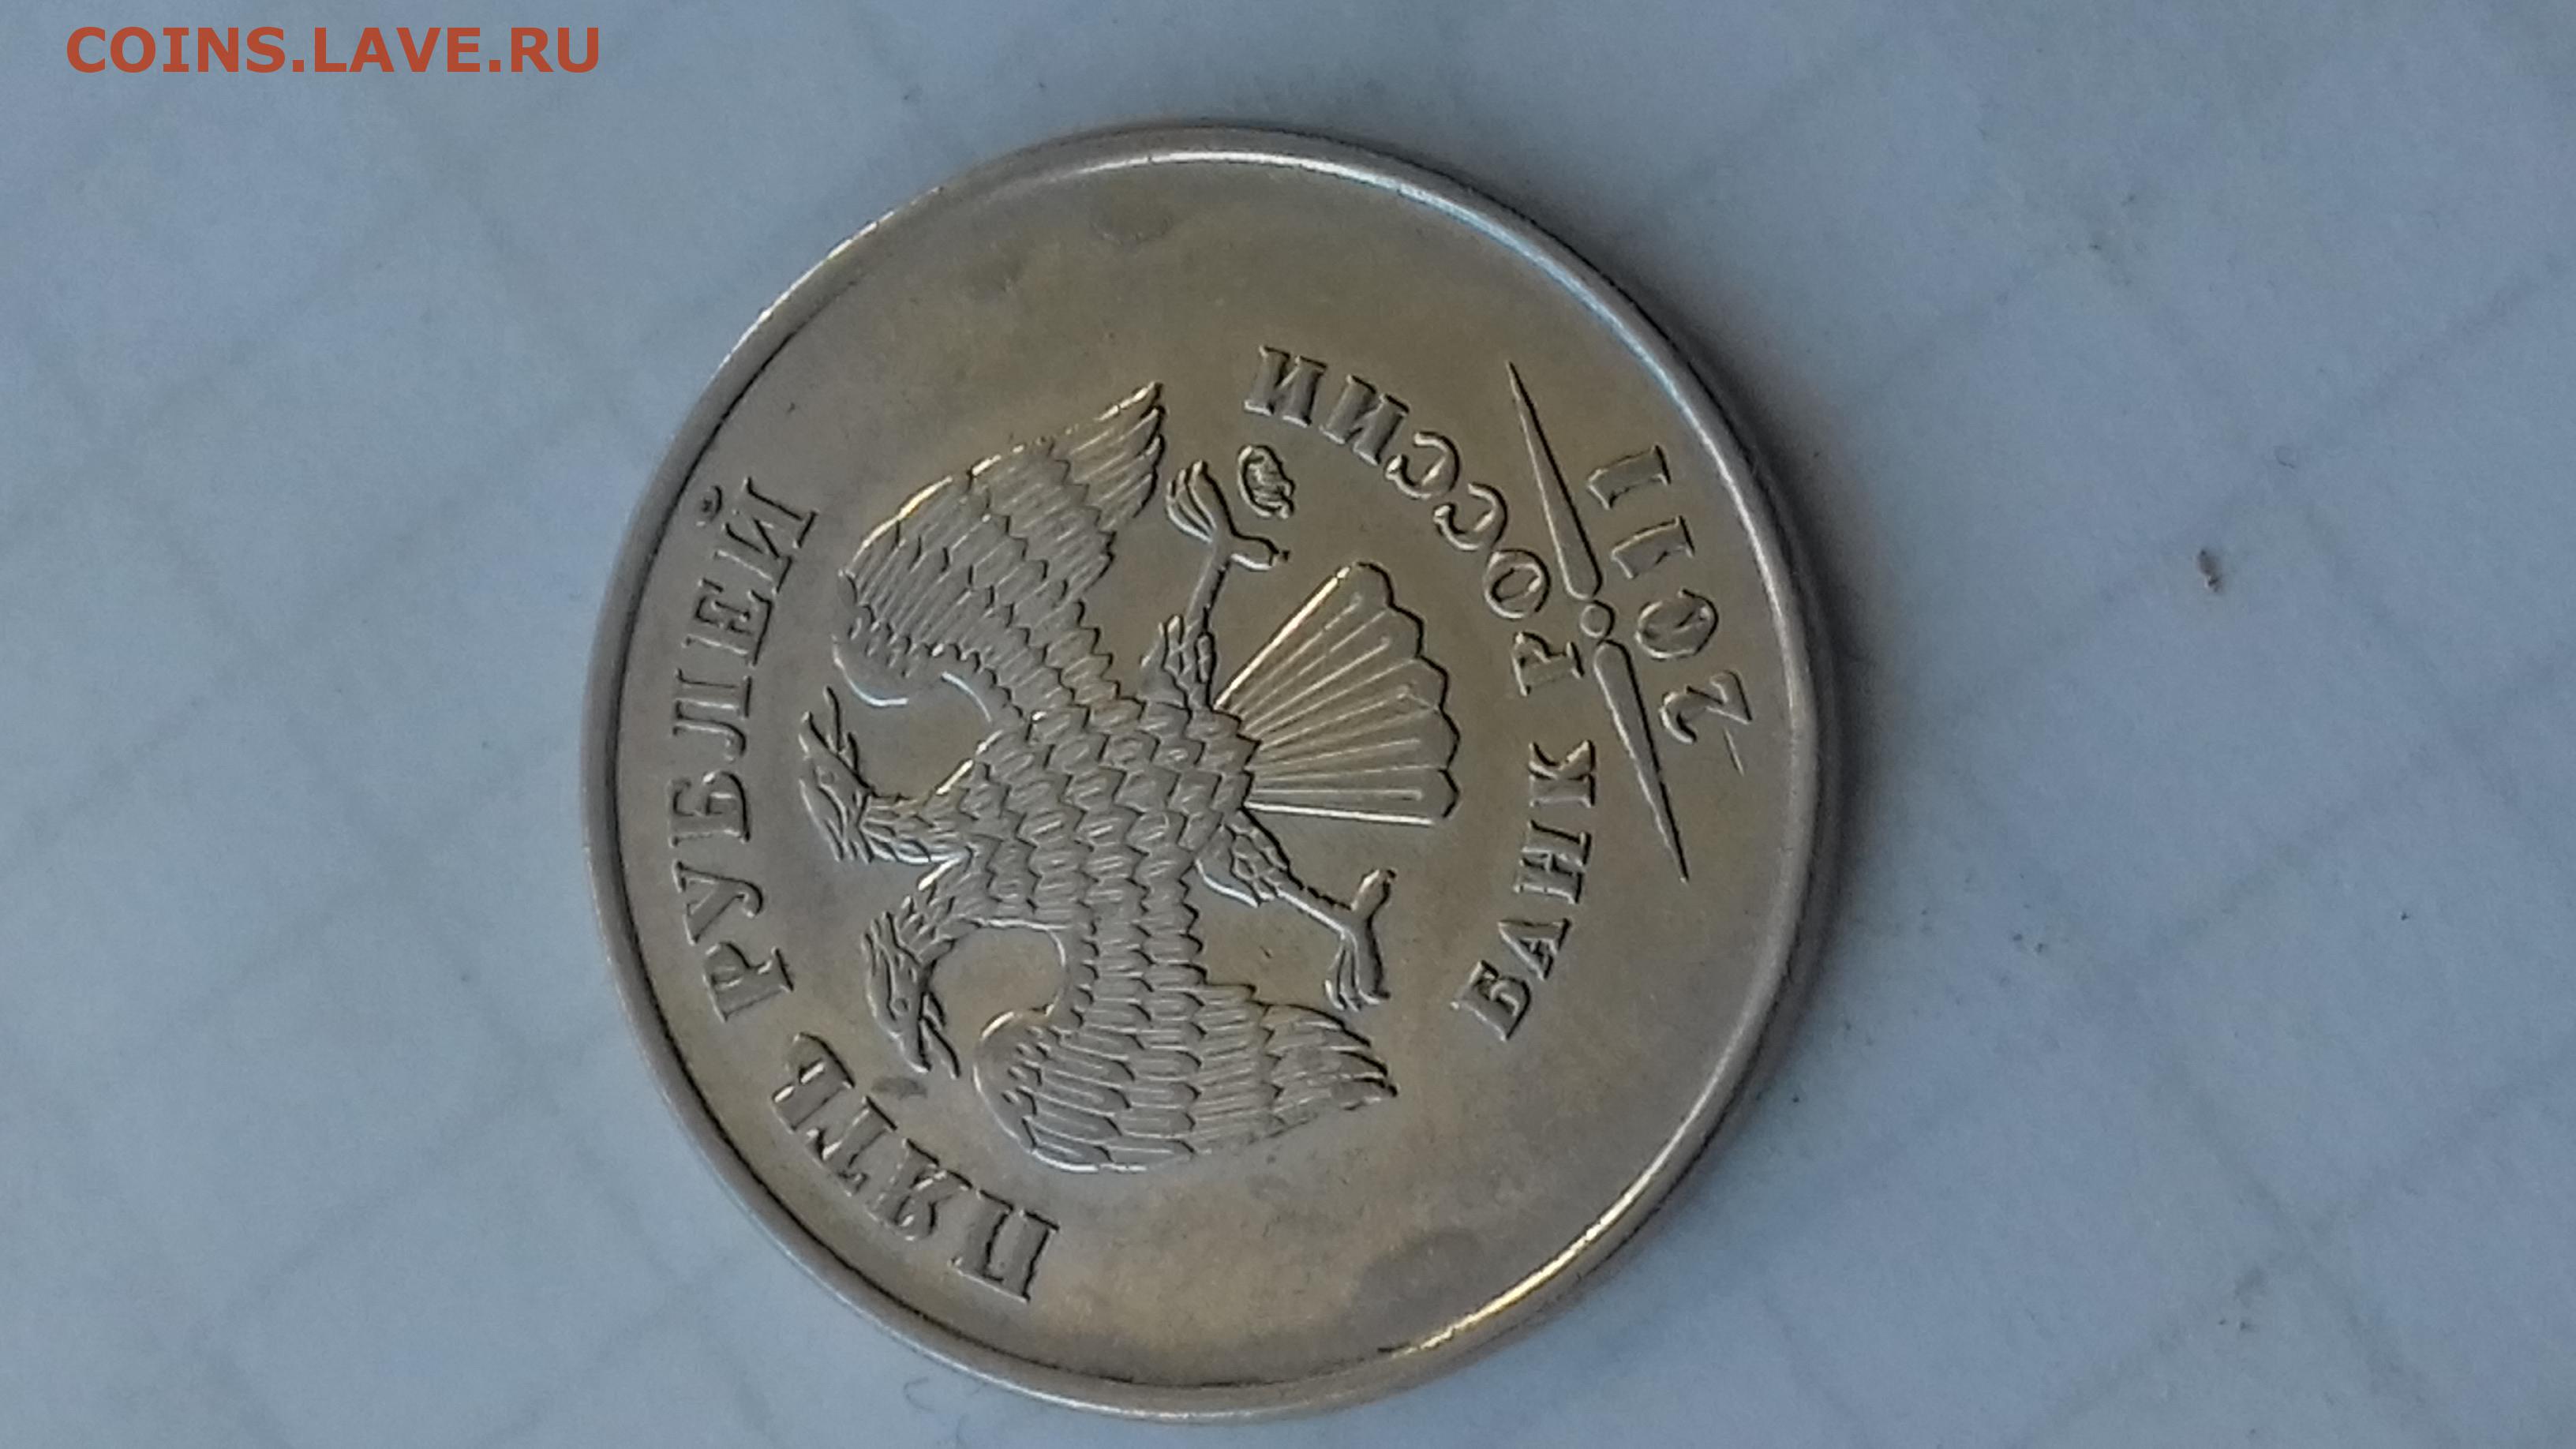 COINS.LAVE.RU
ПЯТЬ РУБЛЕЙ
БАНК РОССИИ
2011